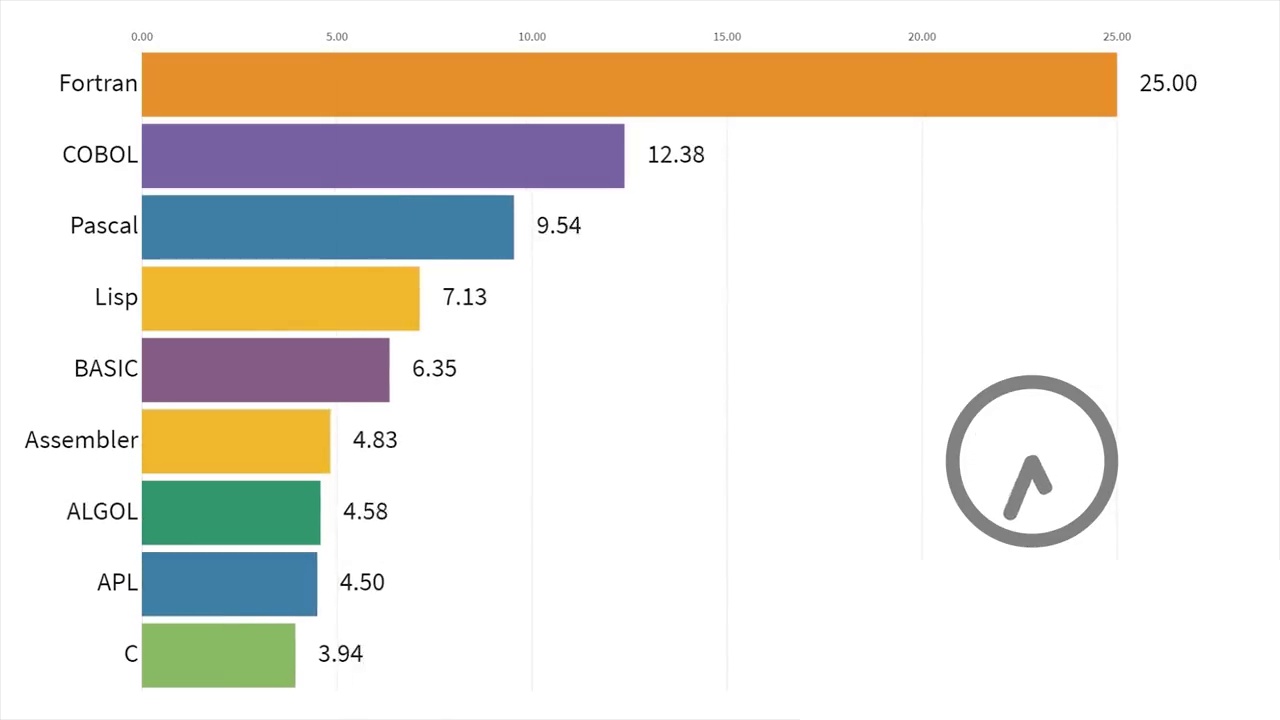 0.00 5.00 10.00 15.00 20.00 25.00
Fortran 25.00
COBOL 12.38
Pascal 9.54
Lisp 7.13
BASIC 6.35
Assembler 4.83
ALGOL 4.58
APL 4.50
C 3.94